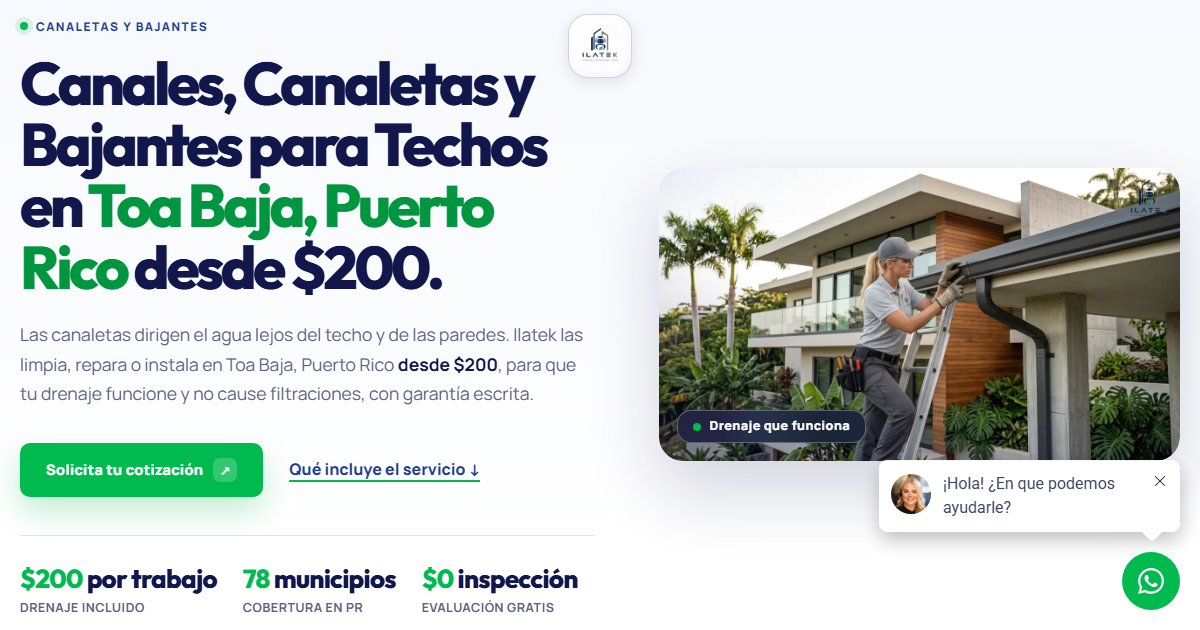 CANALETAS Y BAJANTES
ILATEK
Canales, Canaletas y
Bajantes para Techos
en Toa Baja, Puerto
Rico desde $200.
Las canaletas dirigen el agua lejos del techo y de las paredes. Ilatek las
limpia, repara o instala en Toa Baja, Puerto Rico desde $200, para que
tu drenaje funcione y no cause filtraciones, con garantía escrita.
Solicita tu cotización ↗
Qué incluye el servicio ↓
$200 por trabajo
DRENAJE INCLUIDO
78 municipios
COBERTURA EN PR
$0 inspección
EVALUACIÓN GRATIS
ILATEK
Drenaje que funciona
¡Hola! ¿En que podemos
ayudarle?